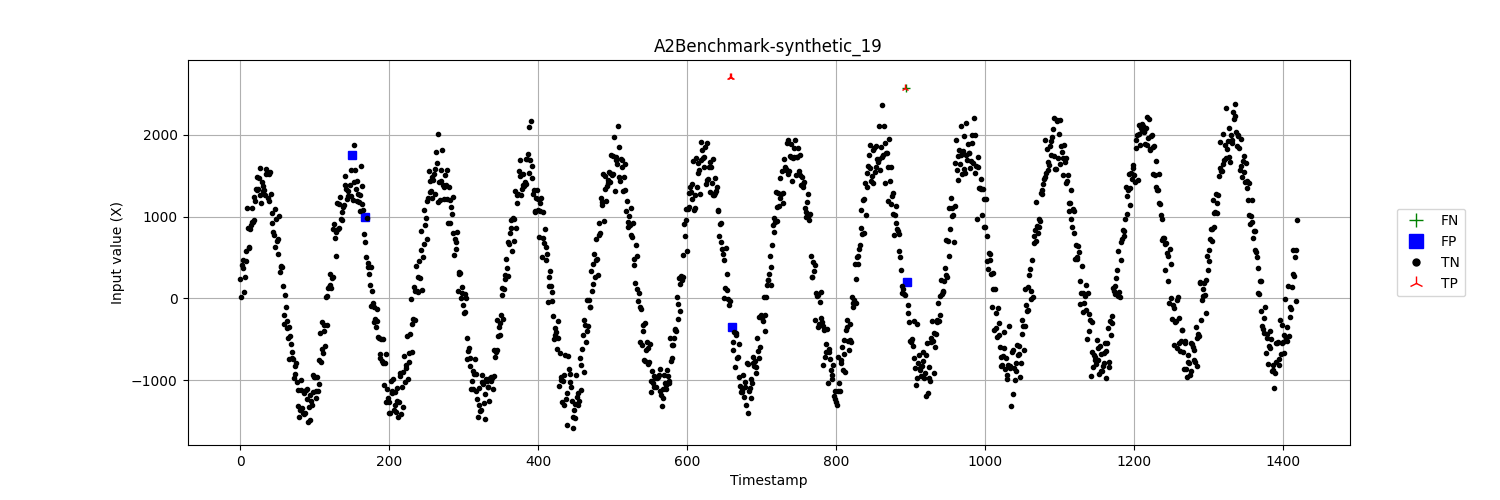 A2Benchmark-synthetic_19
Input value (X)
2000
1000
0
−1000
0
200
400
600
800
1000
1200
1400
Timestamp
FN
FP
TN
TP